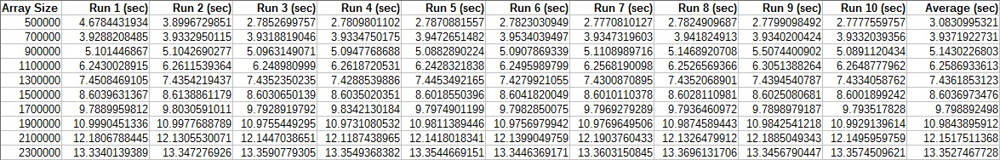 Array Size Run 1 (sec) Run 2 (sec) Run 3 (sec) Run 4 (sec) Run 5 (sec) Run 6 (sec) Run 7 (sec) Run 8 (sec) Run 9 (sec) Run 10 (sec) Average (sec)
500000 4.6784431934 3.8996729851 2.7852699757 2.7809801102 2.7870881557 2.7823030949 2.7770810127 2.7824909687 2.7799098492 2.7777559757 3.0830995321
700000 3.9288208485 3.9332950115 3.9318819046 3.9334750175 3.9472651482 3.9534039497 3.9347319603 3.941824913 3.9340200424 3.9332039356 3.9371922731
900000 5.101446867 5.1042690277 5.0963149071 5.0947768688 5.0882890224 5.0907869339 5.1108989716 5.1468920708 5.5074400902 5.0891120434 5.1430226803
1100000 6.2430028915 6.2611539364 6.248980999 6.2618720531 6.2428321838 6.2495989799 6.2568190098 6.2526569366 6.3051388264 6.2648777962 6.2586933613
1300000 7.4508469105 7.4354219437 7.4352350235 7.4288539886 7.4453492165 7.4279921055 7.4300870895 7.4352068901 7.4394540787 7.4334058762 7.4361853123
1500000 8.6039631367 8.6138861179 8.6030650139 8.6035020351 8.6018550396 8.6041820049 8.6010110378 8.6028110981 8.6025080681 8.6001899242 8.6036973476
1700000 9.7889959812 9.8030591011 9.7928919792 9.8342130184 9.7974901199 9.7982850075 9.7969279289 9.7936460972 9.7898979187 9.793517828 9.798892498
1900000 10.9990451336 10.9977688789 10.9755449295 10.9731080532 10.9811389446 10.9756979942 10.9769649506 10.9874589443 10.9842541218 10.9929139614 10.9843895912
2100000 12.1806788445 12.1305530071 12.1447038651 12.1187438965 12.1418018341 12.1399049759 12.1903760433 12.1326479912 12.1885049343 12.1495959759 12.1517511368
2300000 13.3340139389 13.347276926 13.3590779305 13.3549368382 13.3544669151 13.3446369171 13.3603150845 13.3696131706 13.3456790447 13.3574509621 13.3527467728